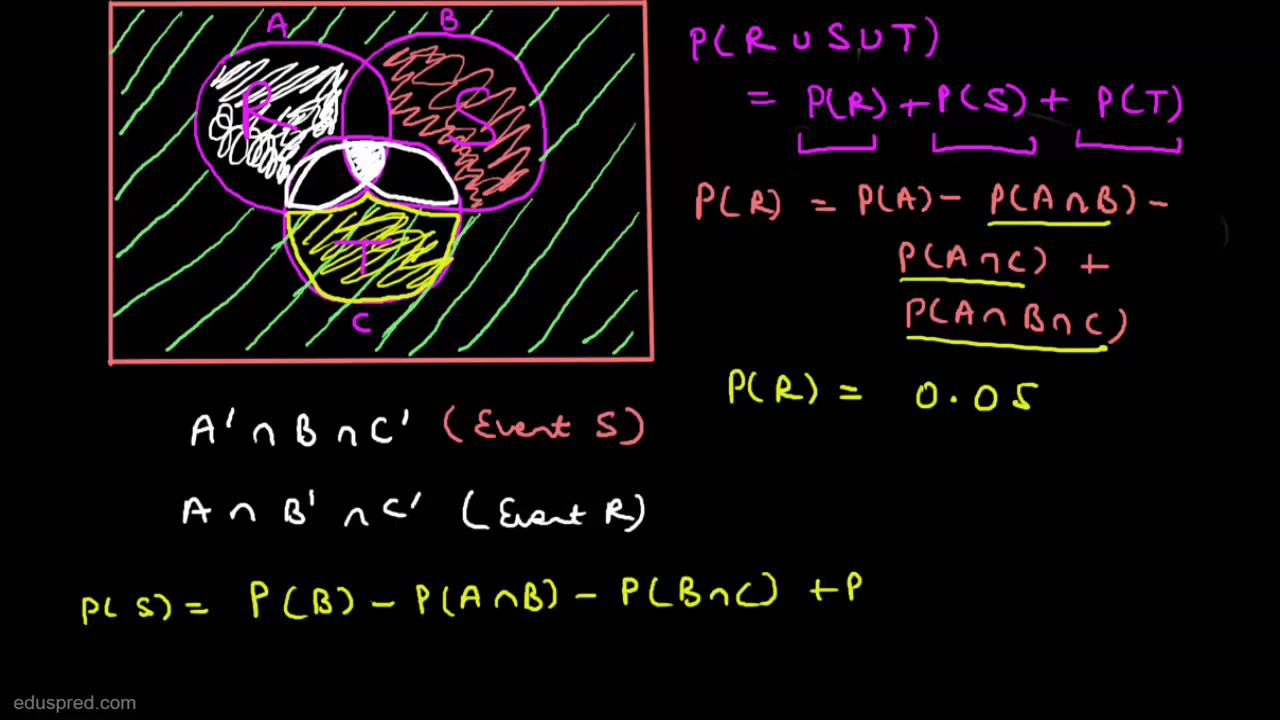 A
B
R
S
T
C
P(R ∪ S ∪ T)
= P(R) + P(S) + P(T)
P(R) = P(A) - P(A ∩ B) -
P(A ∩ C) +
P(A ∩ B ∩ C)
P(R) = 0.05
A' ∩ B ∩ C' (Event S)
A ∩ B' ∩ C' (Event R)
P(S) = P(B) - P(A ∩ B) - P(B ∩ C) + P
eduspred.com